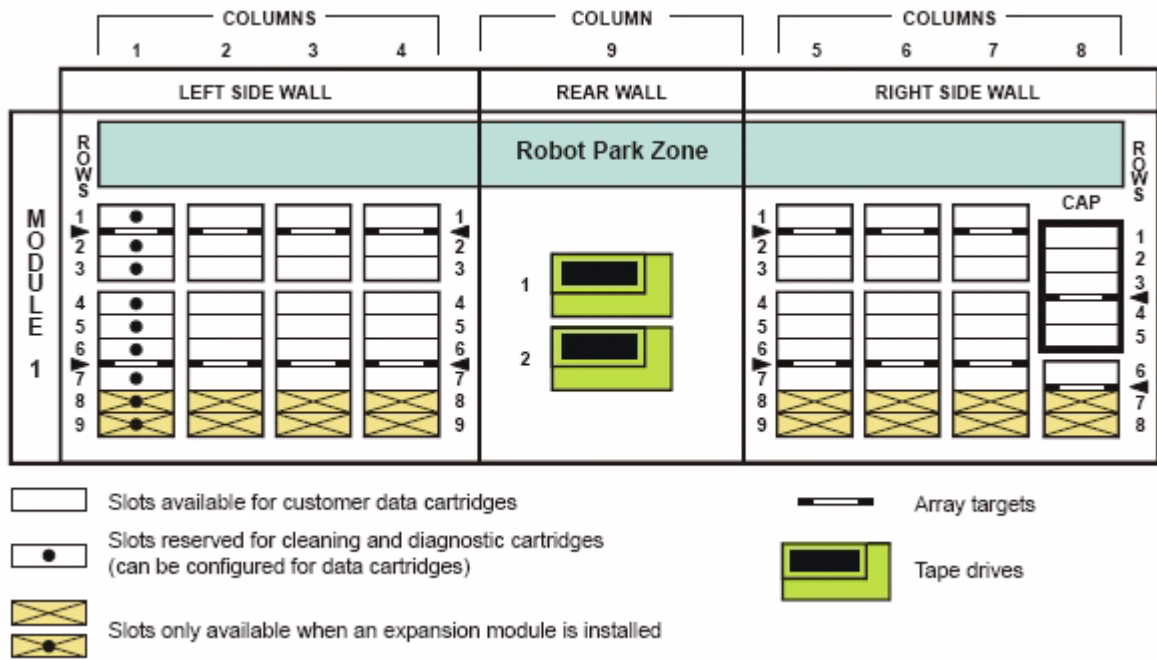 COLUMNS COLUMN COLUMNS
1 2 3 4 9 5 6 7 8
LEFT SIDE WALL REAR WALL RIGHT SIDE WALL
MODULE 1
ROWS
Robot Park Zone
ROWS
CAP
1 1 1 1
2 2 2 2
3 3 1 3 3
4 4 4 4
5 5 5 5
6 6 2 6 6
7 7 7 7
8 8 8 8
9 9 9
Slots available for customer data cartridges
Array targets
Slots reserved for cleaning and diagnostic cartridges
(can be configured for data cartridges)
Tape drives
Slots only available when an expansion module is installed